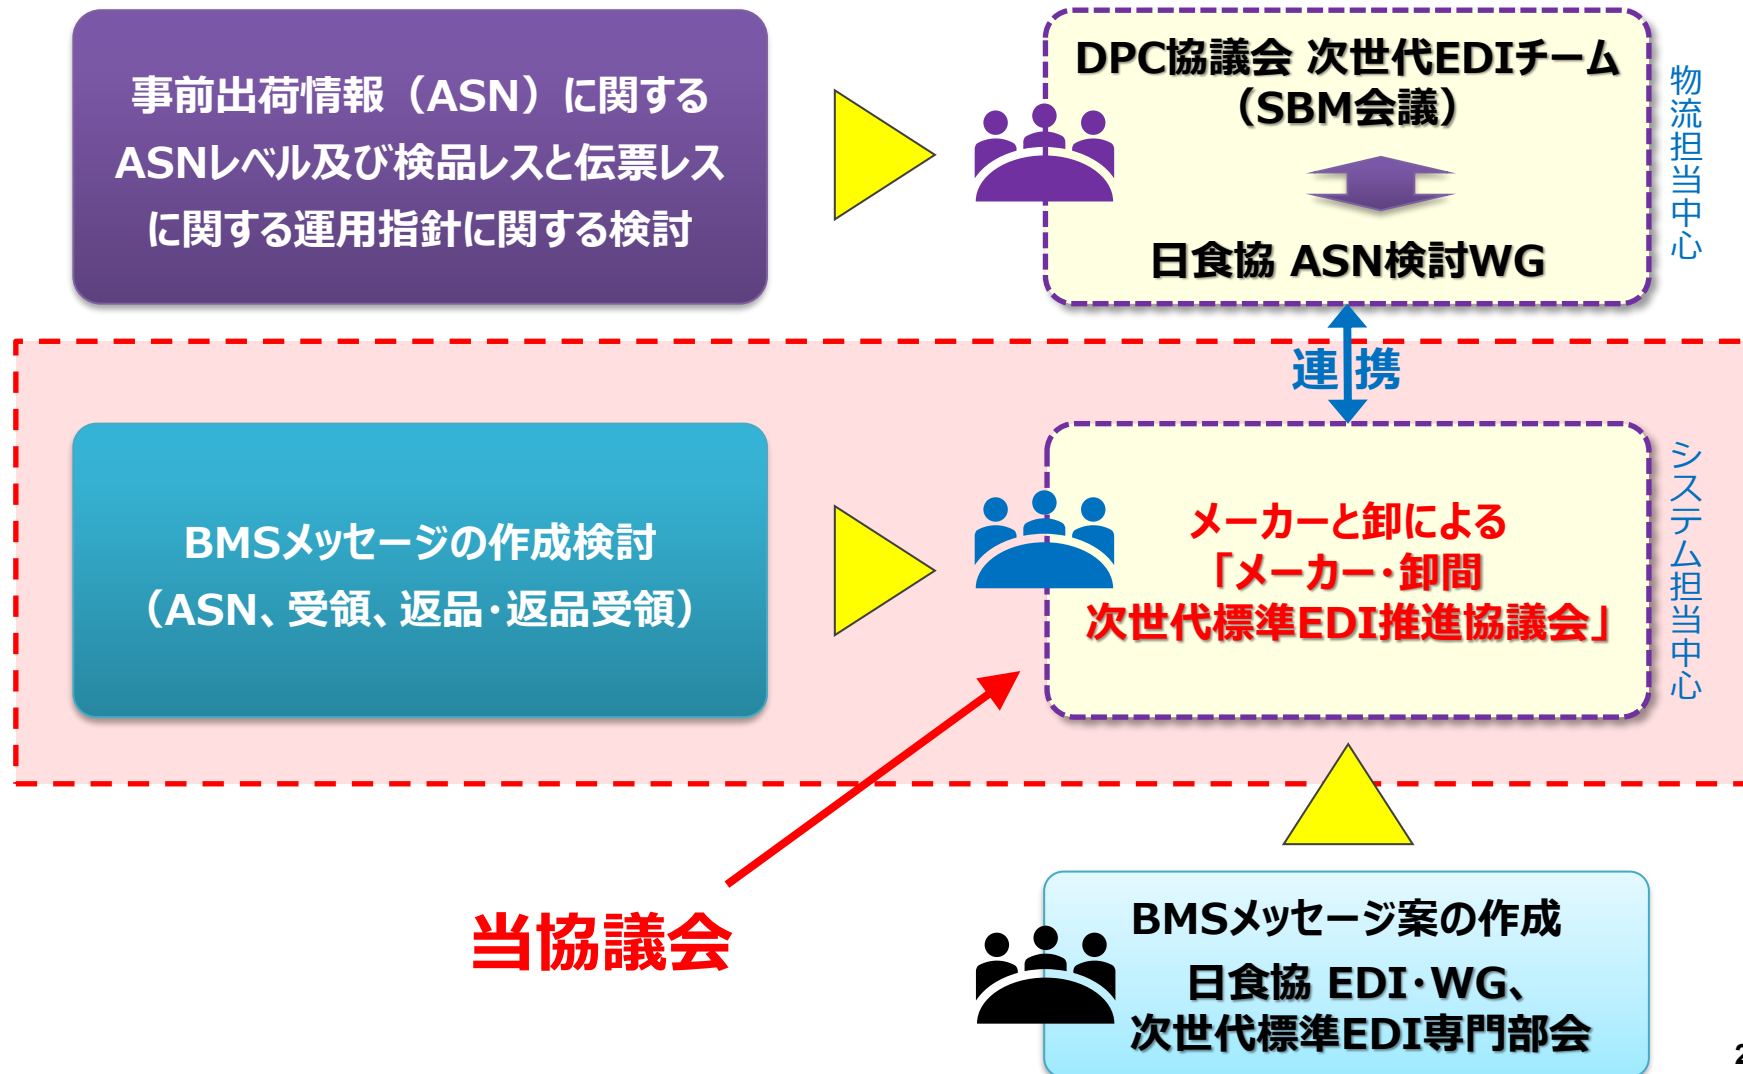 事前出荷情報（ASN）に関する
ASNレベル及び検品レスと伝票レス
に関する運用指針に関する検討
DPC協議会 次世代EDIチーム
（SBM会議）
日食協 ASN検討WG
物流担当中心
連携
BMSメッセージの作成検討
（ASN、受領、返品・返品受領）
メーカーと卸による
「メーカー・卸間
次世代標準EDI推進協議会」
システム担当中心
当協議会
BMSメッセージ案の作成
日食協 EDI・WG、
次世代標準EDI専門部会